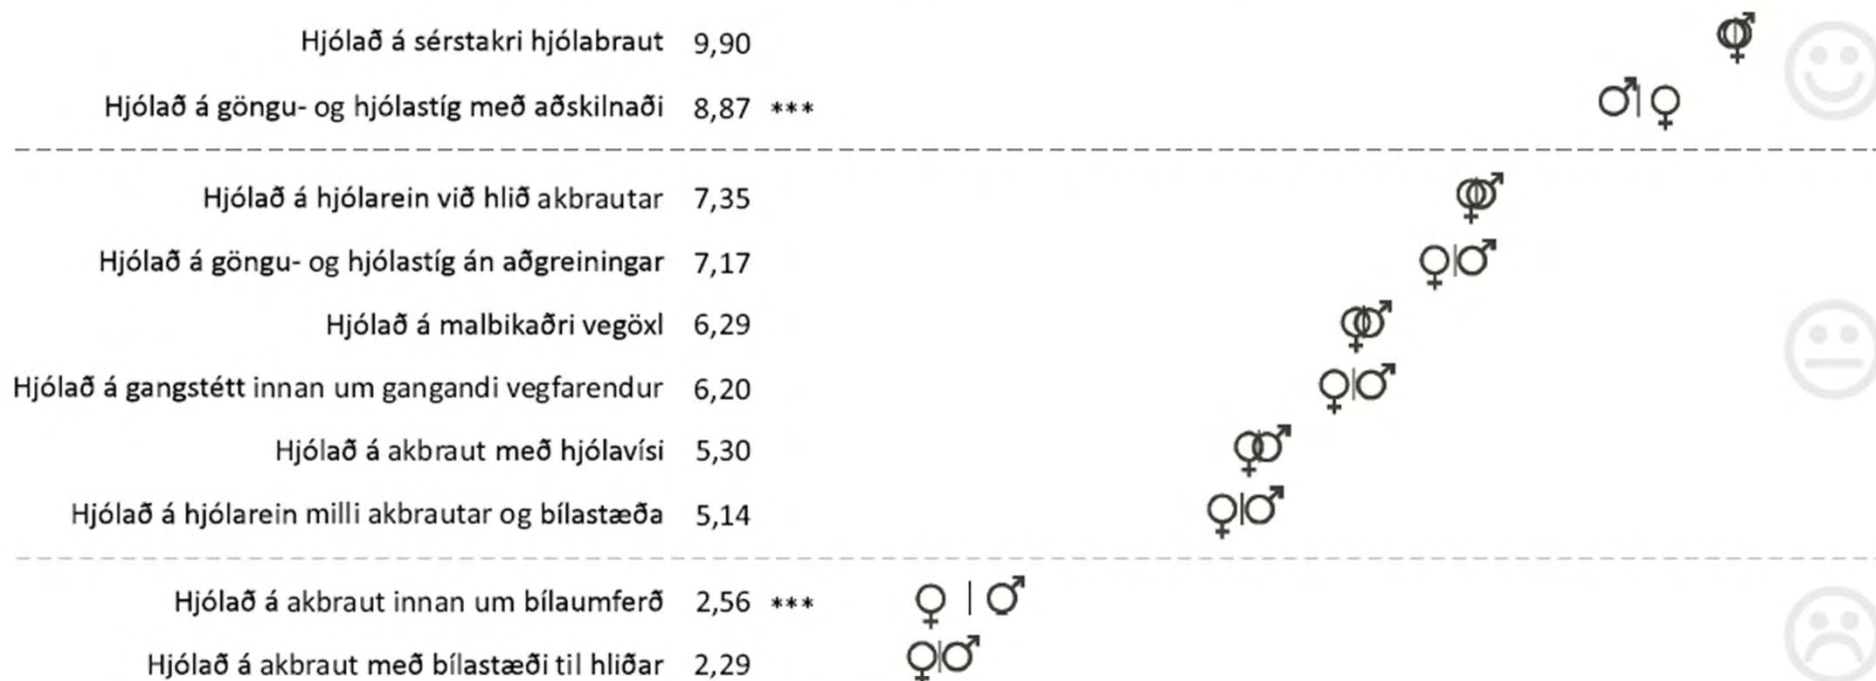 Hjólað á sérstakri hjólabraut 9,90
Hjólað á göngu- og hjólastíg með aðskilnaði 8,87 ***
Hjólað á hjólarein við hlið akbrautar 7,35
Hjólað á göngu- og hjólastíg án aðgreiningar 7,17
Hjólað á malbikaðri vegöxl 6,29
Hjólað á gangstétt innan um gangandi vegfarendur 6,20
Hjólað á akbraut með hjólavísi 5,30
Hjólað á hjólarein milli akbrautar og bílastæða 5,14
Hjólað á akbraut innan um bílaumferð 2,56 ***
Hjólað á akbraut með bílastæði til hliðar 2,29